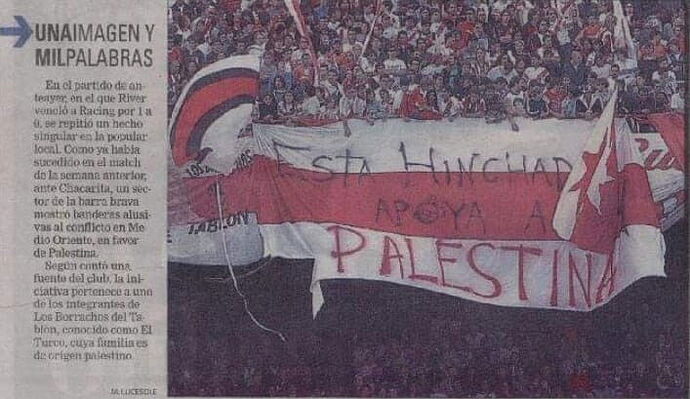 UNAIMAGEN Y
MILPALABRAS
En el partido de an-
teayer, en el que River
venció a Racing por 1 a
0, se repitió un hecho
singular en la popular
local. Como ya había
sucedido en el match
de la semana anterior,
ante Chacarita, un sec-
tor de la barra brava
mostró banderas alusi-
vas al conflicto en Me-
dio Oriente, en favor
de Palestina.
Según contó una
fuente del club, la ini-
ciativa pertenece a uno
de los integrantes de
Los Borrachos del Ta-
blón, conocido como El
Turco, cuya familia es
de origen palestino
M. LUCESOLE
ESTA HINCHAD
APOYA A
PALESTINA
TABLON